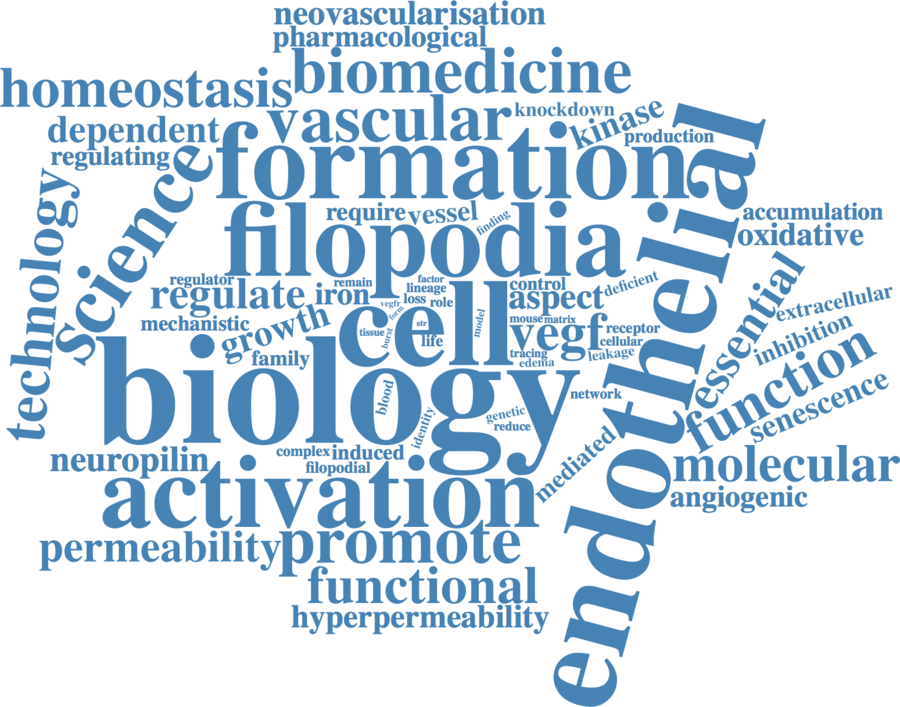 neovascularisation
pharmacological
biomedicine
homeostasis
vascular
knockdown
kinase
production
dependent
regulating
formation
Science
technology
endothelial
require
vessel
finding
filopodia
accumulation
oxidative
regulator
remain
factor
lineage
control
deficient
regulate
iron
vegfr
loss
role
aspect
essential
extracellular
mechanistic
growth
form
cell
str
model
mouse
matrix
vegf
receptor
tissue
burst
life
cellular
inhibition
family
tracing
leakage
edema
function
senescence
biology
blood
network
identity
genetic
reduce
neuropilin
complex
induced
filopodial
mediated
molecular
activation
angiogenic
permeability
promote
functional
hyperpermeability